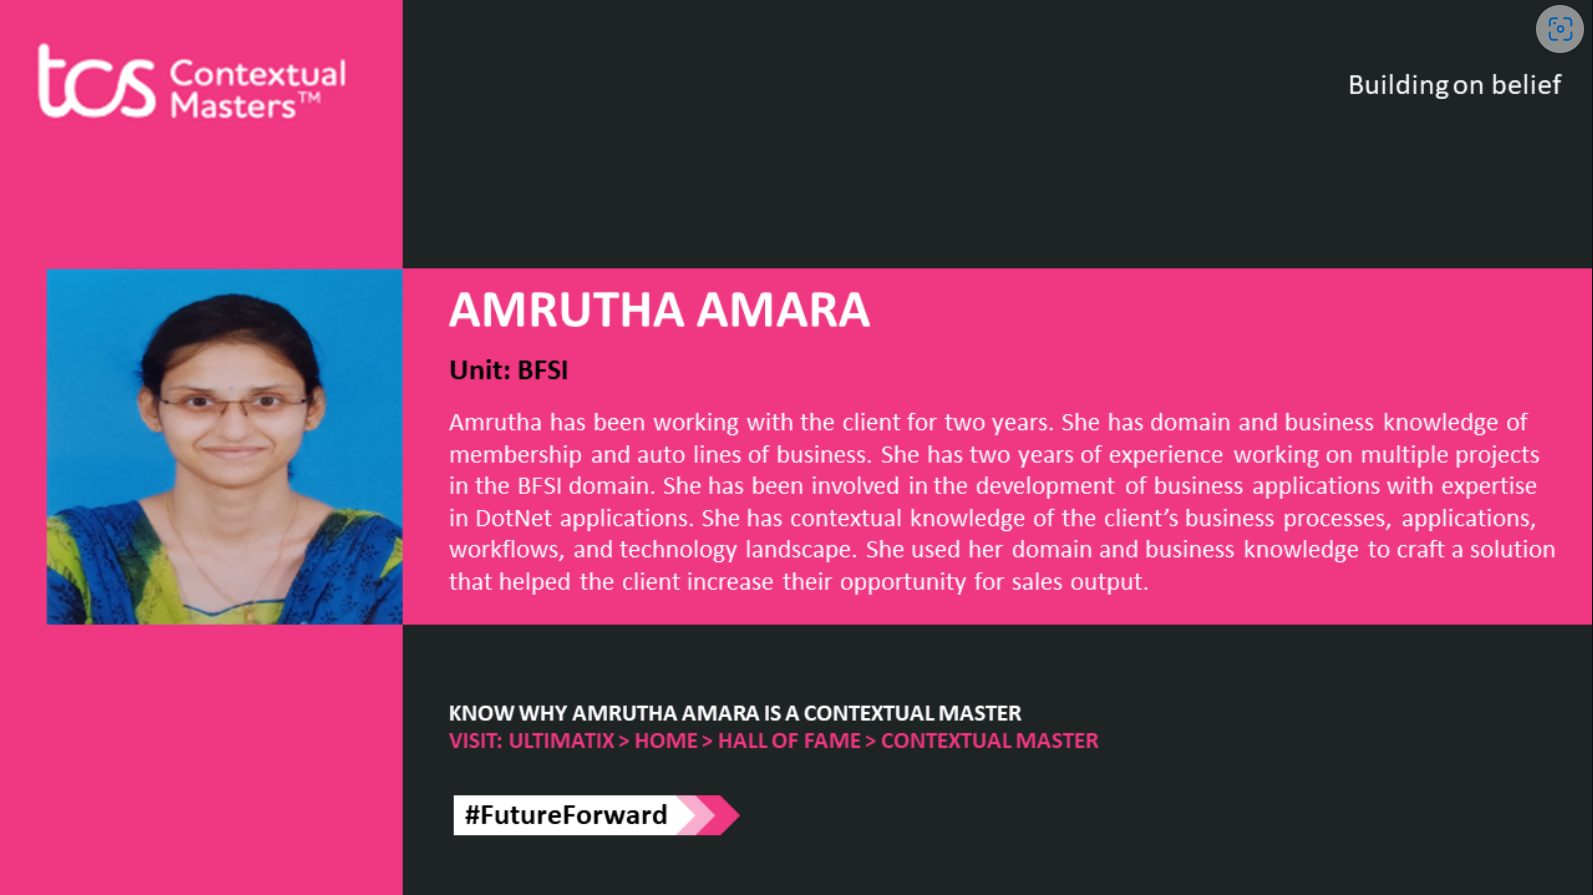 tcs Contextual
Masters™
Building on belief
AMRUTHA AMARA
Unit: BFSI
Amrutha has been working with the client for two years. She has domain and business knowledge of
membership and auto lines of business. She has two years of experience working on multiple projects
in the BFSI domain. She has been involved in the development of business applications with expertise
in DotNet applications. She has contextual knowledge of the client’s business processes, applications,
workflows, and technology landscape. She used her domain and business knowledge to craft a solution
that helped the client increase their opportunity for sales output.
KNOW WHY AMRUTHA AMARA IS A CONTEXTUAL MASTER
VISIT: ULTIMATIX > HOME > HALL OF FAME > CONTEXTUAL MASTER
#FutureForward